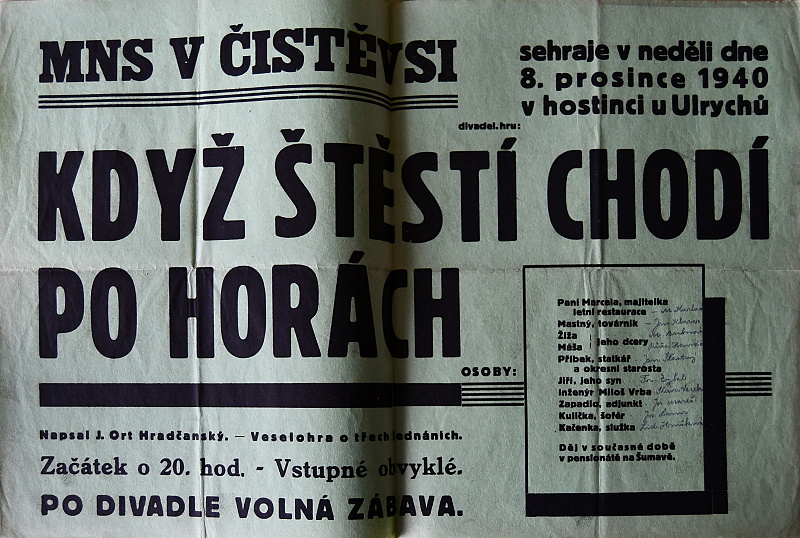 MNS V ČISTĚVSI
sehraje v neděli dne
8. prosince 1940
v hostinci u Ulrychů
divadel.hru:
KDYŽ ŠTĚSTÍ CHODÍ
PO HORÁCH
OSOBY:
Paní Marcela, majitelka
letní restaurace
Mastný, továrník
Žiža
Máša
jeho dcery
Příbek, statkář
a okresní starosta
Jiří, jeho syn
Inženýr Miloš Vrba
Zapadlo, adjunkt
Kulička, šofér
Kačenka, služka
Děj v současné době
v pensionátě na Šumavě.
Napsal J. Ort Hradčanský. — Veselohra o třech jednáních.
Začátek o 20. hod. - Vstupné obvyklé.
PO DIVADLE VOLNÁ ZÁBAVA.